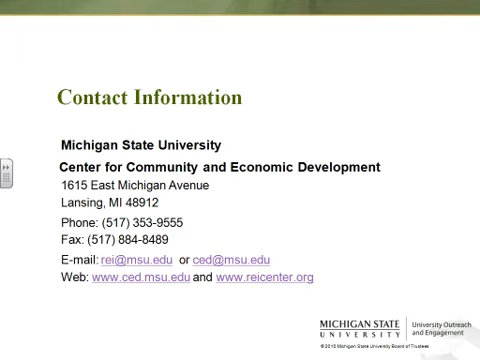 Contact Information
Michigan State University
Center for Community and Economic Development
1615 East Michigan Avenue
Lansing, MI 48912
Phone: (517) 353-9555
Fax: (517) 884-8489
E-mail: rei@msu.edu or ced@msu.edu
Web: www.ced.msu.edu and www.reicenter.org
MICHIGAN STATE
UNIVERSITY
University Outreach
and Engagement
© 2010 Michigan State University Board of Trustees